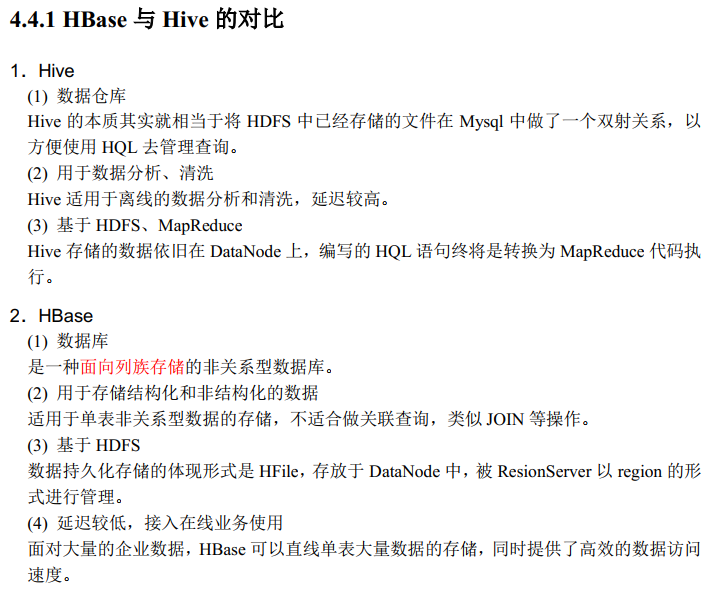 4.4.1 HBase 与 Hive 的对比
1．Hive
(1) 数据仓库
Hive 的本质其实就相当于将 HDFS 中已经存储的文件在 Mysql 中做了一个双射关系，以
方便使用 HQL 去管理查询。
(2) 用于数据分析、清洗
Hive 适用于离线的数据分析和清洗，延迟较高。
(3) 基于 HDFS、MapReduce
Hive 存储的数据依旧在 DataNode 上，编写的 HQL 语句终将是转换为 MapReduce 代码执
行。
2．HBase
(1) 数据库
是一种面向列族存储的非关系型数据库。
(2) 用于存储结构化和非结构化的数据
适用于单表非关系型数据的存储，不适合做关联查询，类似 JOIN 等操作。
(3) 基于 HDFS
数据持久化存储的体现形式是 HFile，存放于 DataNode 中，被 ResionServer 以 region 的形
式进行管理。
(4) 延迟较低，接入在线业务使用
面对大量的企业数据，HBase 可以直线单表大量数据的存储，同时提供了高效的数据访问
速度。